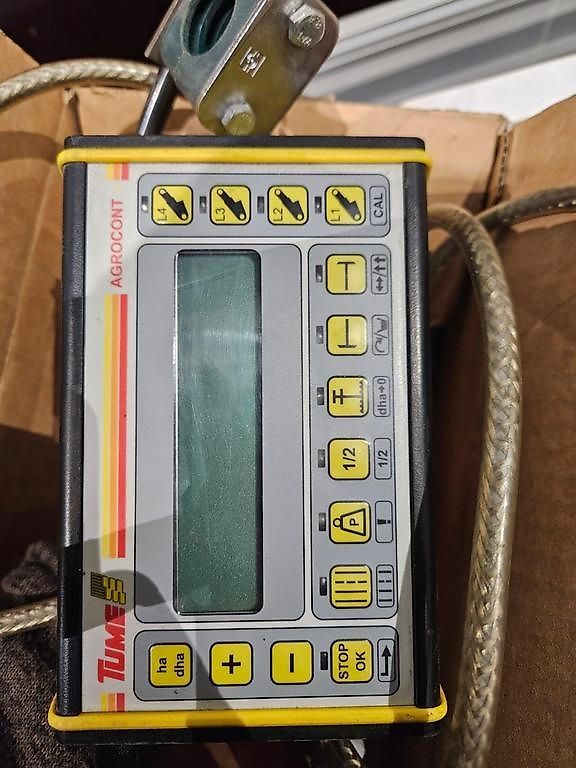 TUME
AGROCONT
ha
dha
+
−
STOP
OK
P
!
1/2
1/2
dha→0
L4
L3
L2
L1
CAL